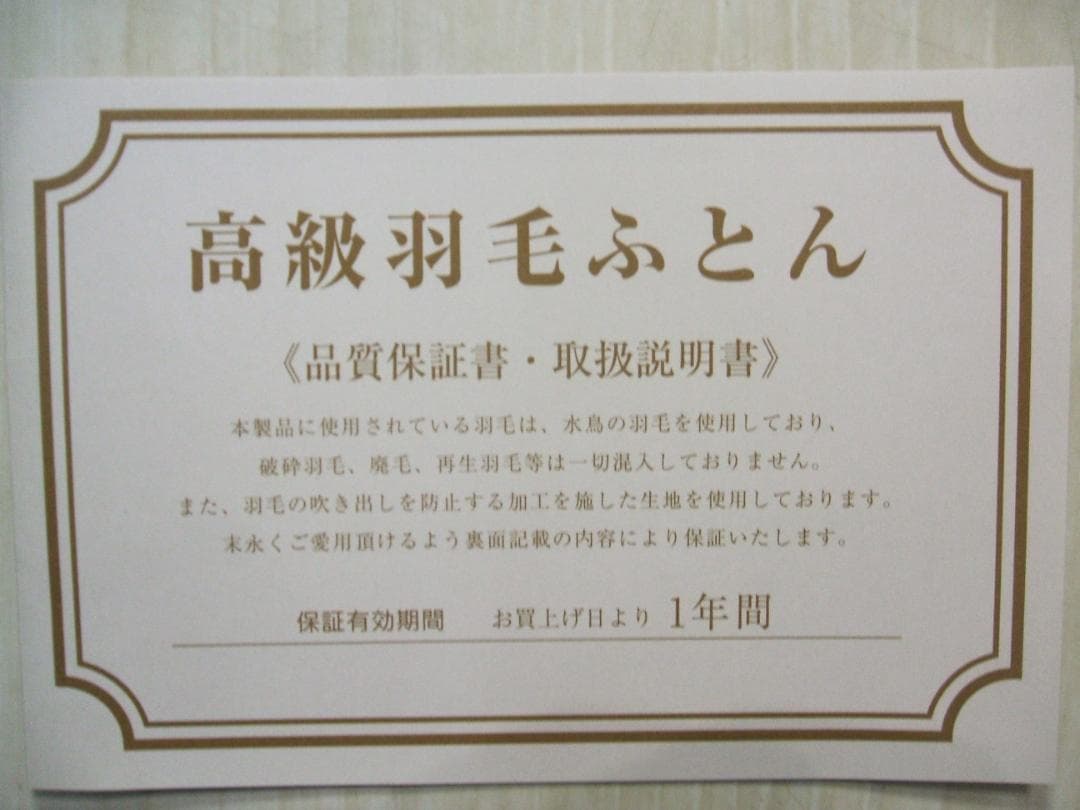 高級羽毛ふとん
《品質保証書・取扱説明書》
本製品に使用されている羽毛は、水鳥の羽毛を使用しており、
破砕羽毛、廃毛、再生羽毛等は一切混入しておりません。
また、羽毛の吹き出しを防止する加工を施した生地を使用しております。
末永くご愛用頂けるよう裏面記載の内容により保証いたします。
保証有効期間 お買上げ日より 1年間